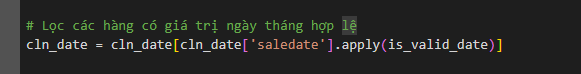 # Lọc các hàng có giá trị ngày tháng hợp lệ
cln_date = cln_date[cln_date['saledate'].apply(is_valid_date)]